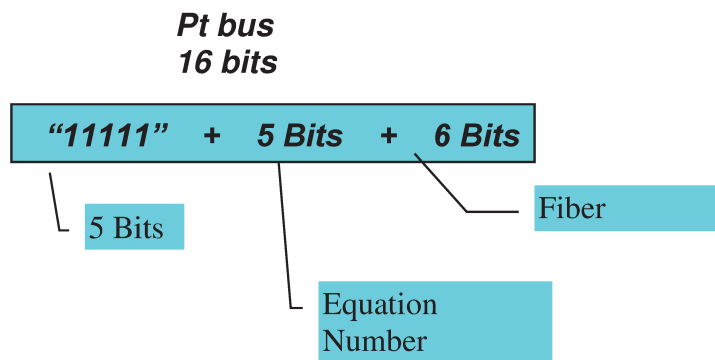 Pt bus
16 bits
“11111” + 5 Bits + 6 Bits
5 Bits
Fiber
Equation
Number